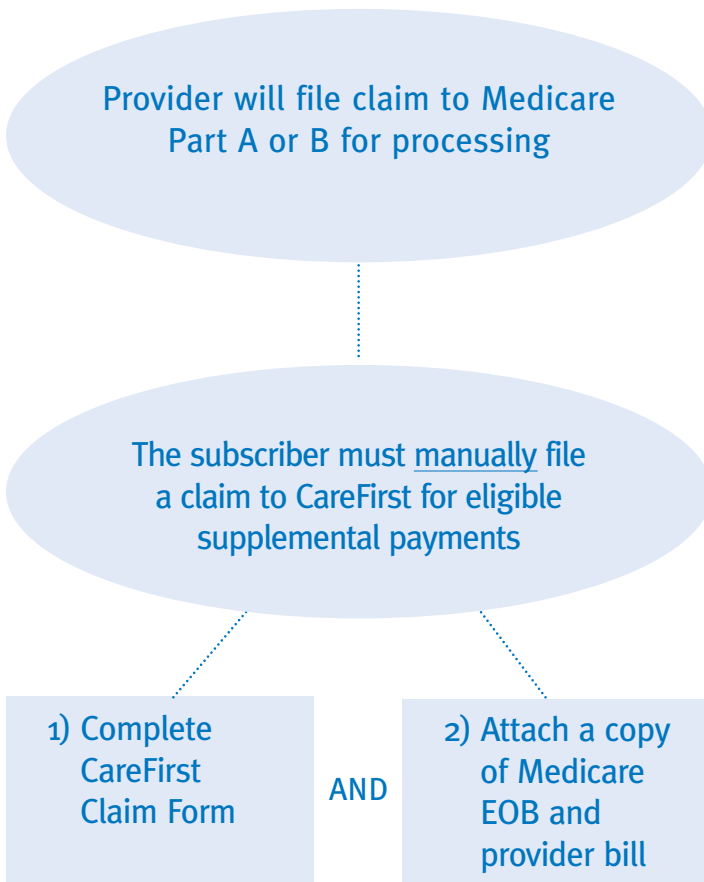 Provider will file claim to Medicare
Part A or B for processing
The subscriber must manually file
a claim to CareFirst for eligible
supplemental payments
1) Complete
CareFirst
Claim Form
AND
2) Attach a copy
of Medicare
EOB and
provider bill